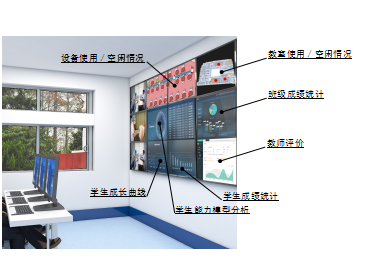 设备使用／空闲情况
教室使用／空闲情况
班级成绩统计
教师评价
学生成长曲线
学生成绩统计
学生能力模型分析